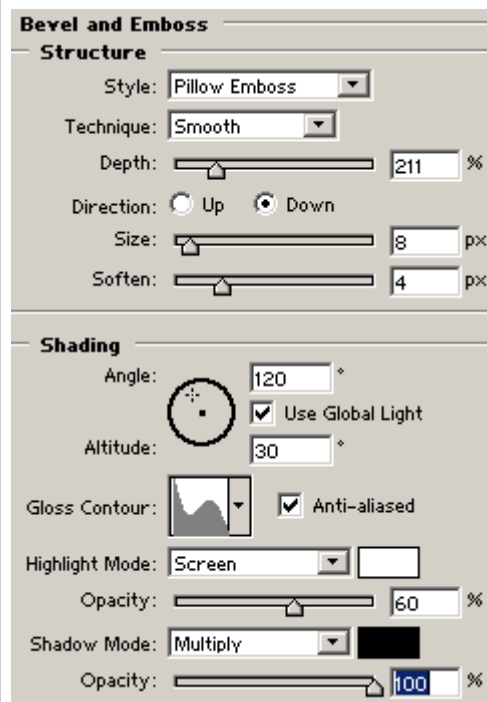 Bevel and Emboss
Structure
Style: Pillow Emboss
Technique: Smooth
Depth: 211 %
Direction: Up Down
Size: 8 px
Soften: 4 px
Shading
Angle: 120 °
Use Global Light
Altitude: 30 °
Gloss Contour: Anti-aliased
Highlight Mode: Screen
Opacity: 60 %
Shadow Mode: Multiply
Opacity: 100 %